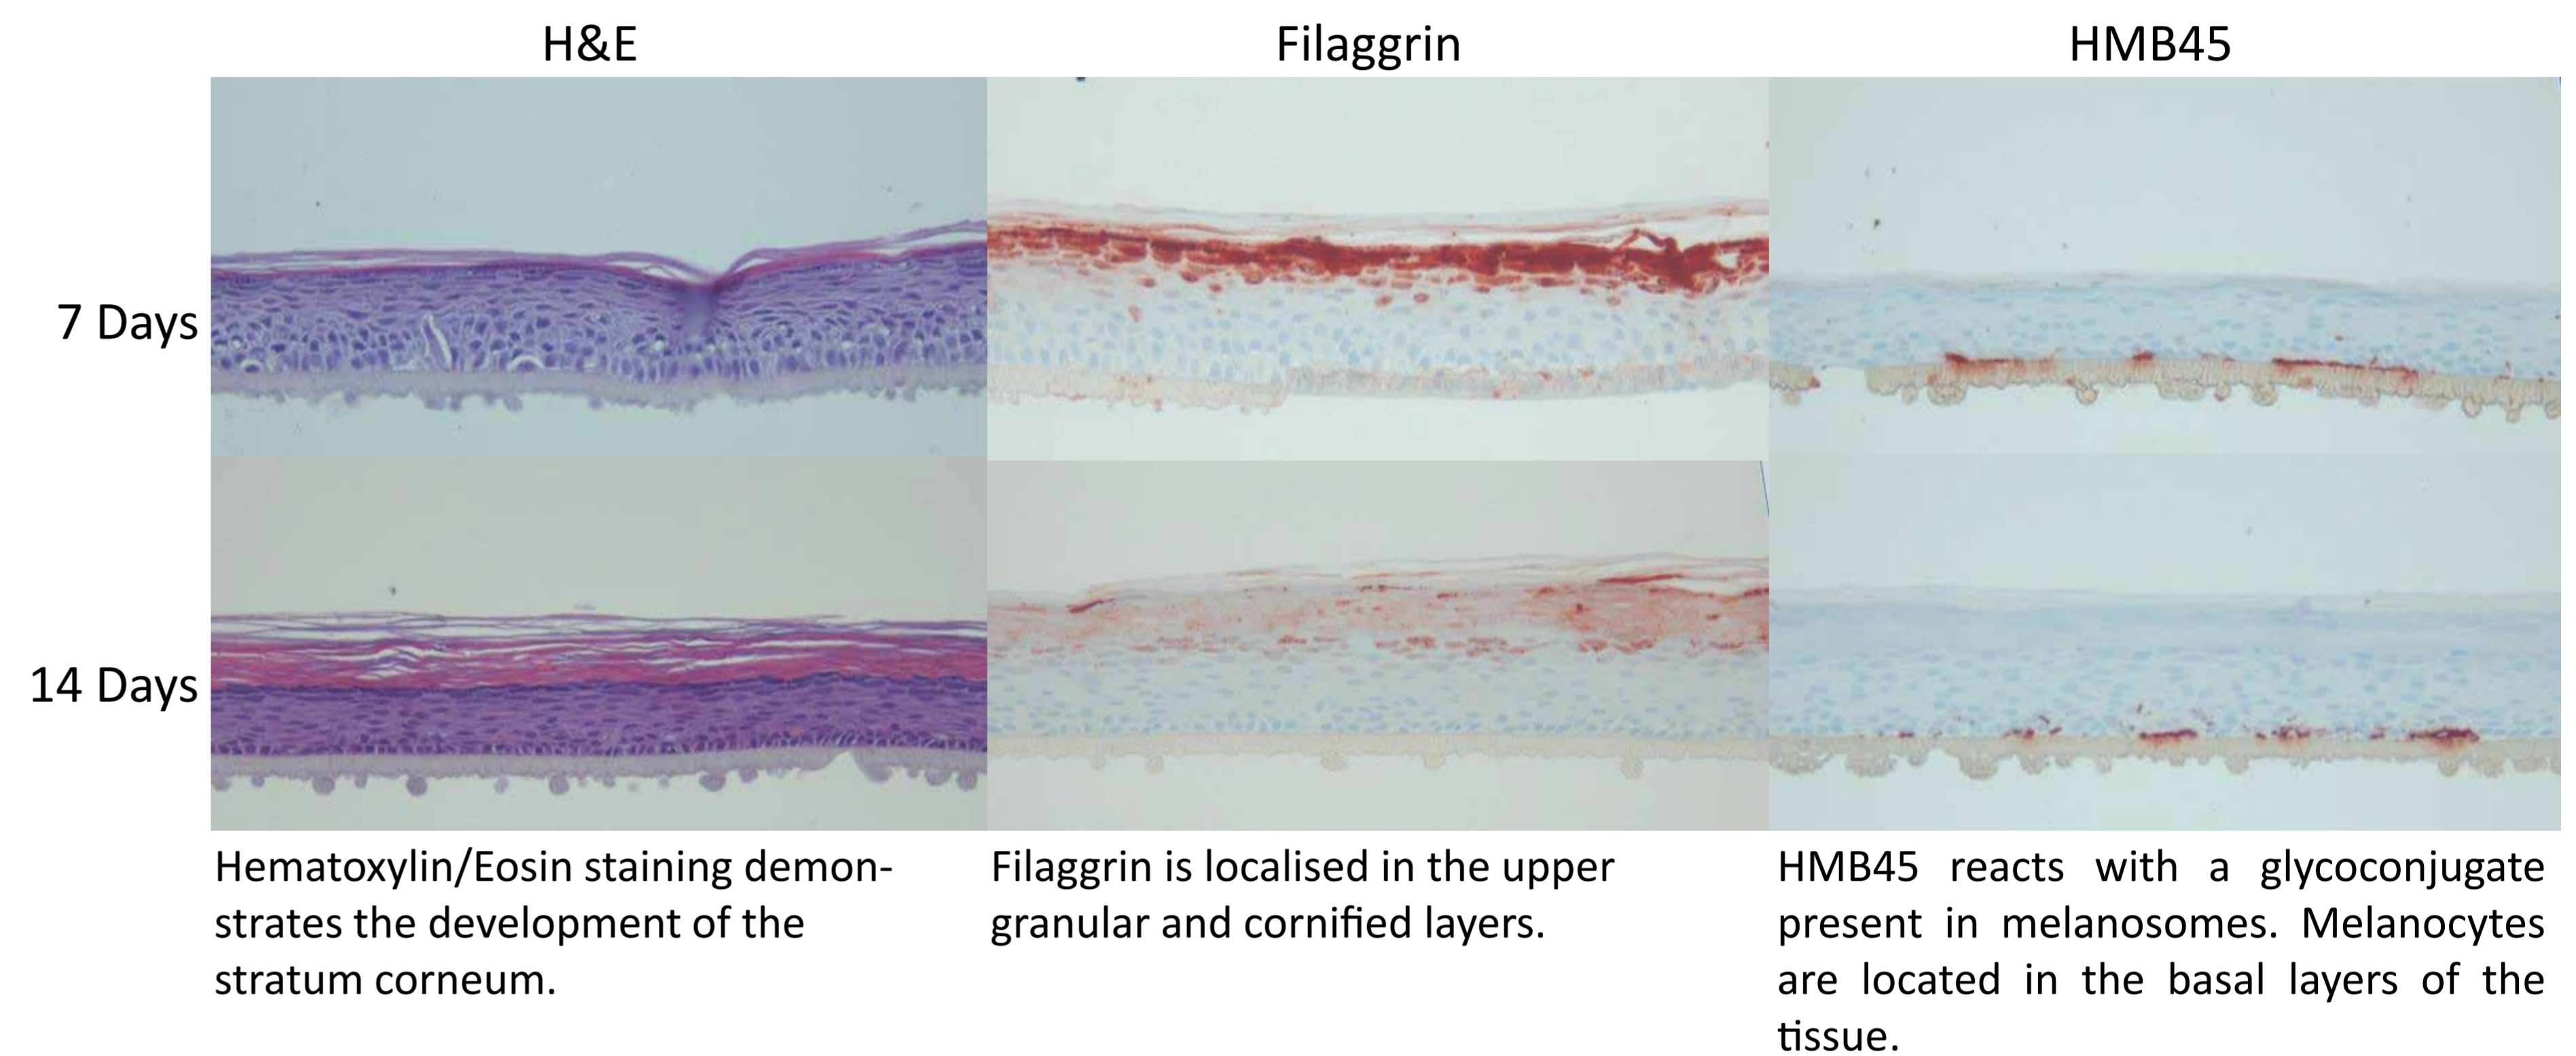 H&E
Filaggrin
HMB45
7 Days
14 Days
Hematoxylin/Eosin staining demon-
strates the development of the
stratum corneum.
Filaggrin is localised in the upper
granular and cornified layers.
HMB45 reacts with a glycoconjugate
present in melanosomes. Melanocytes
are located in the basal layers of the
tissue.